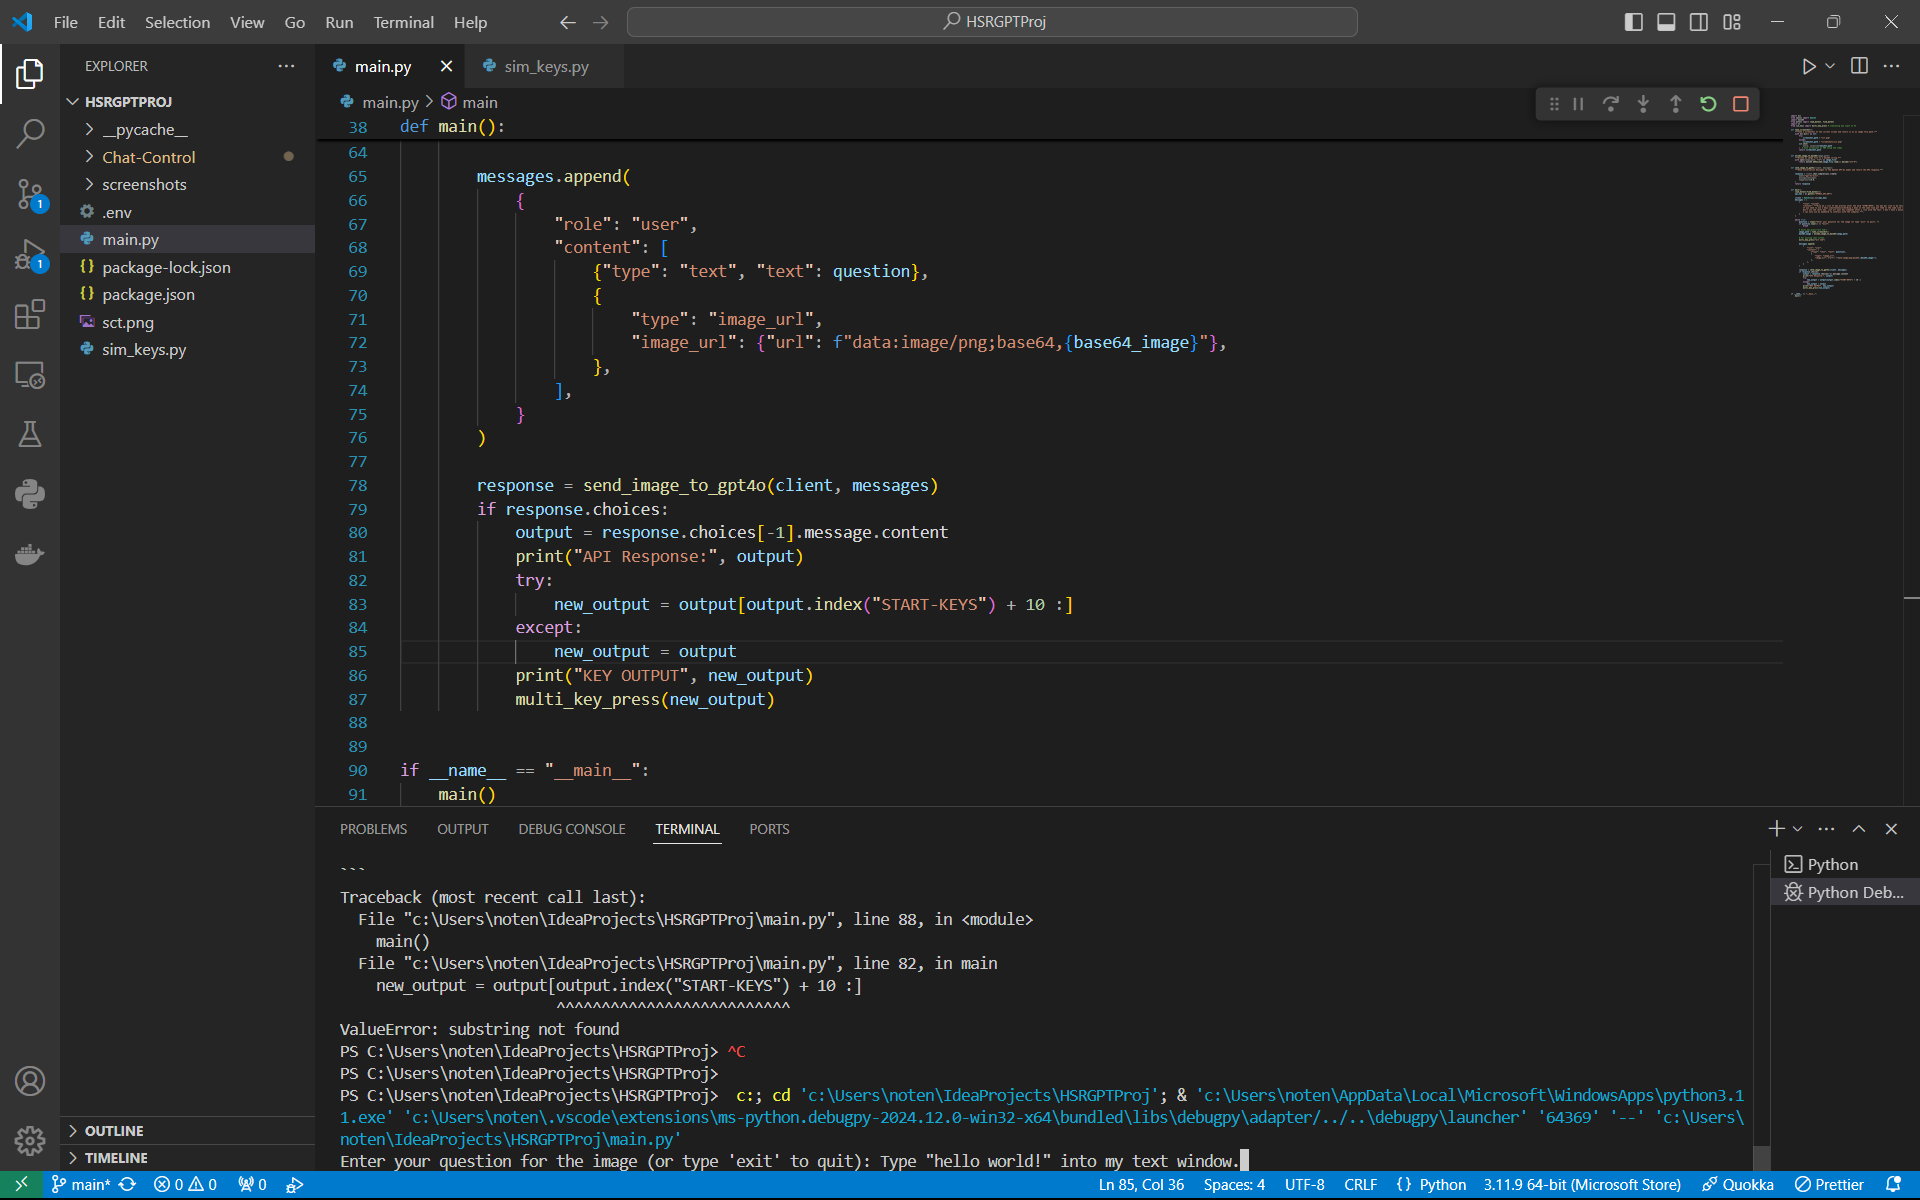 File Edit Selection View Go Run Terminal Help
HSRGPTProj
EXPLORER
HSRGPTPROJ
__pycache__
Chat-Control
screenshots
.env
main.py
package-lock.json
package.json
sct.png
sim_keys.py
OUTLINE
TIMELINE
main.py
sim_keys.py
main.py > main
38 def main():
64
65 messages.append(
66 {
67 "role": "user",
68 "content": [
69 {"type": "text", "text": question},
70 {
71 "type": "image_url",
72 "image_url": {"url": f"data:image/png;base64,{base64_image}"},
73 },
74 ],
75 }
76 )
77
78 response = send_image_to_gpt4o(client, messages)
79 if response.choices:
80 output = response.choices[-1].message.content
81 print("API Response:", output)
82 try:
83 new_output = output[output.index("START-KEYS") + 10 :]
84 except:
85 new_output = output
86 print("KEY OUTPUT", new_output)
87 multi_key_press(new_output)
88
89
90 if __name__ == "__main__":
91 main()
PROBLEMS OUTPUT DEBUG CONSOLE TERMINAL PORTS
Python
Python Deb...
```
Traceback (most recent call last):
File "c:\Users\noten\IdeaProjects\HSRGPTProj\main.py", line 88, in <module>
main()
File "c:\Users\noten\IdeaProjects\HSRGPTProj\main.py", line 82, in main
new_output = output[output.index("START-KEYS") + 10 :]
^^^^^^^^^^^^^^^^^^^^^^^^^^
ValueError: substring not found
PS C:\Users\noten\IdeaProjects\HSRGPTProj> ^C
PS C:\Users\noten\IdeaProjects\HSRGPTProj>
PS C:\Users\noten\IdeaProjects\HSRGPTProj> c:; cd 'c:\Users\noten\IdeaProjects\HSRGPTProj'; & 'c:\Users\noten\AppData\Local\Microsoft\WindowsApps\python3.1
1.exe' 'c:\Users\noten\.vscode\extensions\ms-python.debugpy-2024.12.0-win32-x64\bundled\libs\debugpy\adapter/../..\debugpy\launcher' '64369' '--' 'c:\Users\
noten\IdeaProjects\HSRGPTProj\main.py'
Enter your question for the image (or type 'exit' to quit): Type "hello world!" into my text window.
1
1
main* 0 0 0 Ln 85, Col 36 Spaces: 4 UTF-8 CRLF {} Python 3.11.9 64-bit (Microsoft Store) Quokka Prettier